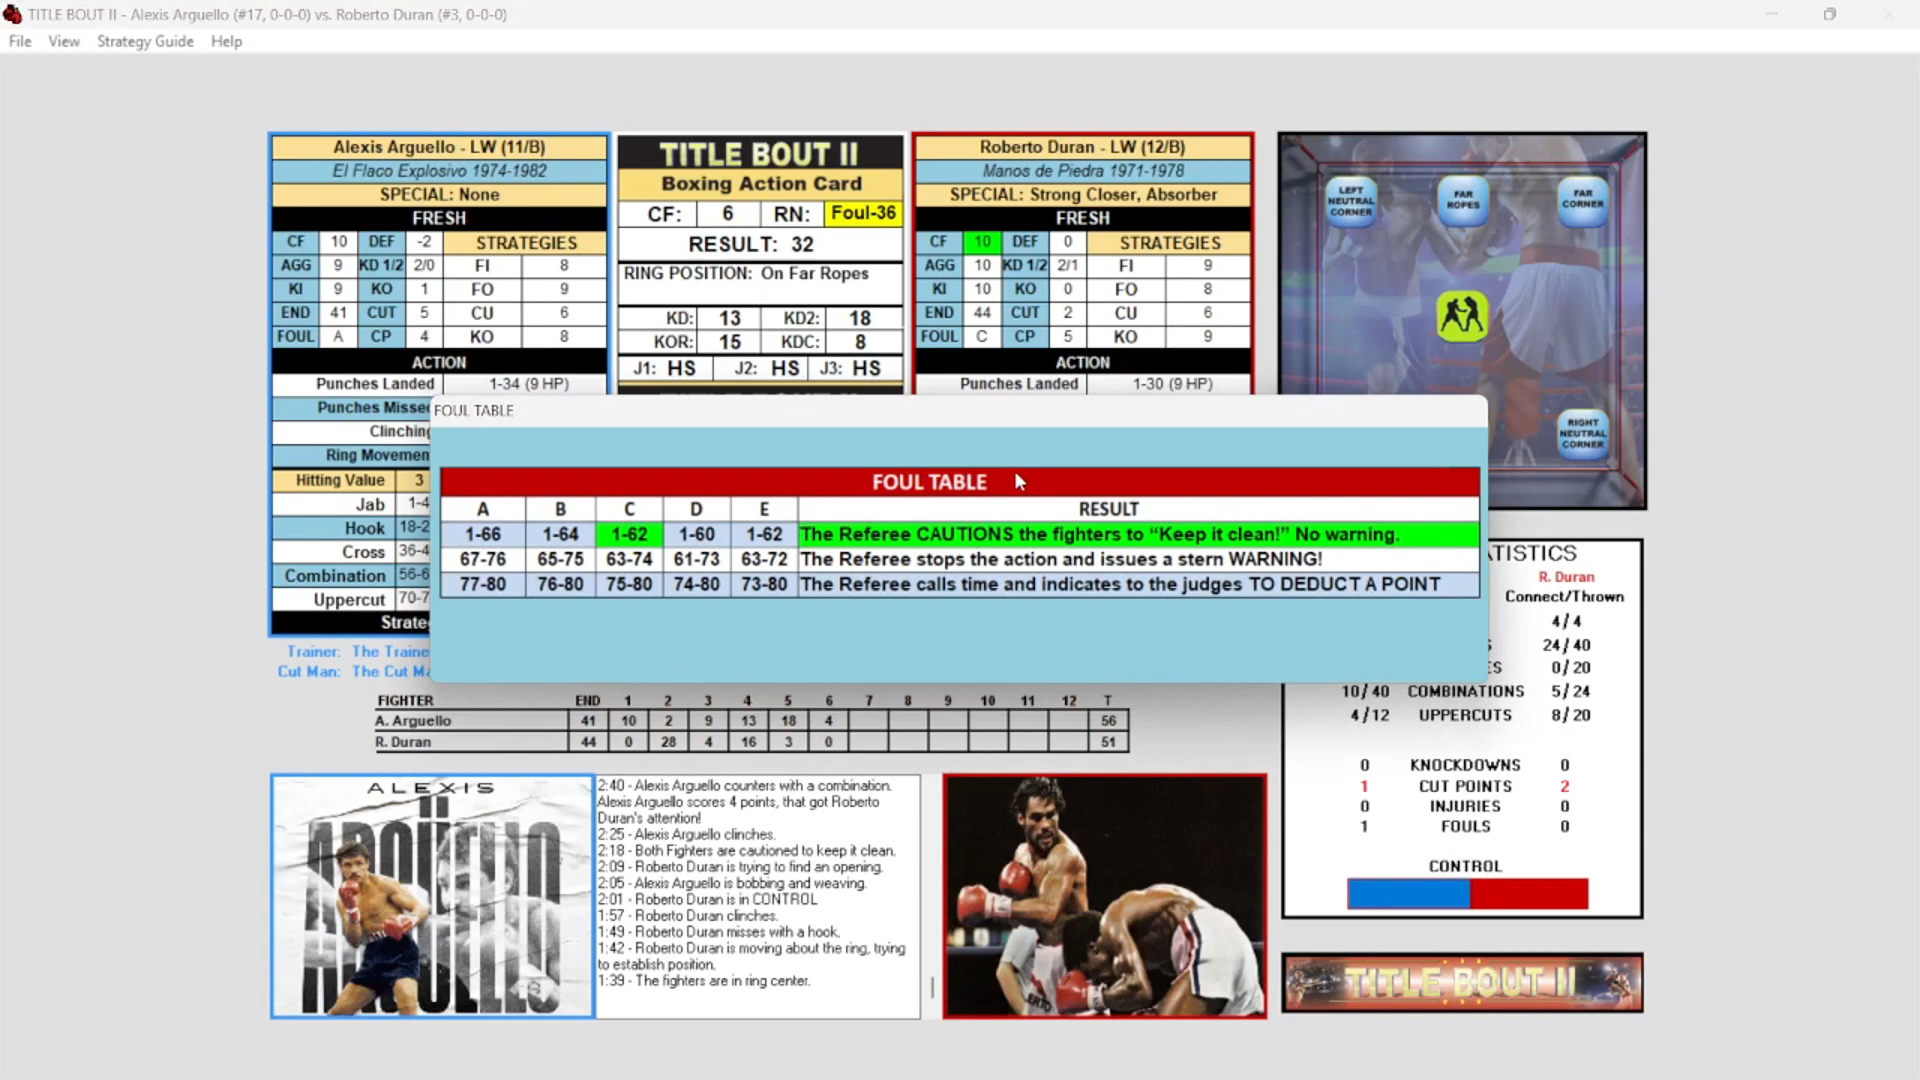 TITLE BOUT II - Alexis Arguello (#17, 0-0-0) vs. Roberto Duran (#3, 0-0-0)
File View Strategy Guide Help
Alexis Arguello - LW (11/B)
El Flaco Explosivo 1974-1982
SPECIAL: None
FRESH
CF 10 DEF -2 STRATEGIES
AGG 9 KD 1/2 2/0 FI 8
KI 9 KO 1 FO 9
END 41 CUT 5 CU 6
FOUL A CP 4 KO 8
ACTION
Punches Landed 1-34 (9 HP)
Punches Misse
Clinching
Ring Movemen
Hitting Value 3
Jab 1-4
Hook 18-2
Cross 36-4
Combination 56-6
Uppercut 70-7
Strate
Trainer: The Traine
Cut Man: The Cut Ma
TITLE BOUT II
Boxing Action Card
CF: 6 RN: Foul-36
RESULT: 32
RING POSITION: On Far Ropes
KD: 13 KD2: 18
KOR: 15 KDC: 8
J1: HS J2: HS J3: HS
Roberto Duran - LW (12/B)
Manos de Piedra 1971-1978
SPECIAL: Strong Closer, Absorber
FRESH
CF 10 DEF 0 STRATEGIES
AGG 10 KD 1/2 2/1 FI 9
KI 10 KO 0 FO 8
END 44 CUT 2 CU 6
FOUL C CP 5 KO 9
ACTION
Punches Landed 1-30 (9 HP)
LEFT
NEUTRAL
CORNER
FAR
ROPES
FAR
CORNER
RIGHT
NEUTRAL
CORNER
FOUL TABLE
FOUL TABLE
A B C D E RESULT
1-66 1-64 1-62 1-60 1-62 The Referee CAUTIONS the fighters to “Keep it clean!” No warning.
67-76 65-75 63-74 61-73 63-72 The Referee stops the action and issues a stern WARNING!
77-80 76-80 75-80 74-80 73-80 The Referee calls time and indicates to the judges TO DEDUCT A POINT
TISTICS
R. Duran
Connect/Thrown
4/4
S 24/40
ES 0/20
10/40 COMBINATIONS 5/24
4/12 UPPERCUTS 8/20
0 KNOCKDOWNS 0
1 CUT POINTS 2
0 INJURIES 0
1 FOULS 0
CONTROL
FIGHTER END 1 2 3 4 5 6 7 8 9 10 11 12 T
A. Arguello 41 10 2 9 13 18 4 56
R. Duran 44 0 28 4 16 3 0 51
ALEXIS
ARGÜELLO
2:40 - Alexis Arguello counters with a combination.
Alexis Arguello scores 4 points, that got Roberto
Duran's attention!
2:25 - Alexis Arguello clinches.
2:18 - Both Fighters are cautioned to keep it clean.
2:09 - Roberto Duran is trying to find an opening.
2:05 - Alexis Arguello is bobbing and weaving.
2:01 - Roberto Duran is in CONTROL
1:57 - Roberto Duran clinches.
1:49 - Roberto Duran misses with a hook.
1:42 - Roberto Duran is moving about the ring, trying
to establish position.
1:39 - The fighters are in ring center.
TITLE BOUT II